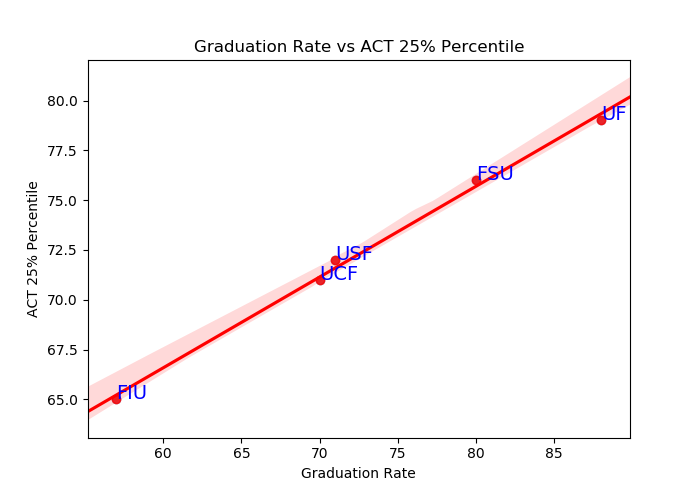 Graduation Rate vs ACT 25% Percentile
ACT 25% Percentile
80.0
77.5
75.0
72.5
70.0
67.5
65.0
UF
FSU
USF
UCF
FIU
60 65 70 75 80 85
Graduation Rate